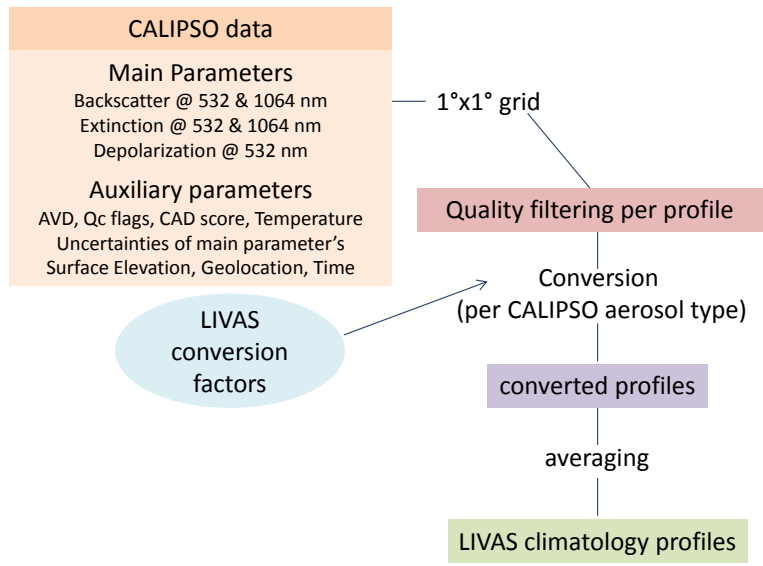 CALIPSO data
Main Parameters
Backscatter @ 532 & 1064 nm
Extinction @ 532 & 1064 nm
Depolarization @ 532 nm
Auxiliary parameters
AVD, Qc flags, CAD score, Temperature
Uncertainties of main parameter's
Surface Elevation, Geolocation, Time
1°x1° grid
Quality filtering per profile
Conversion
(per CALIPSO aerosol type)
LIVAS
conversion
factors
converted profiles
averaging
LIVAS climatology profiles